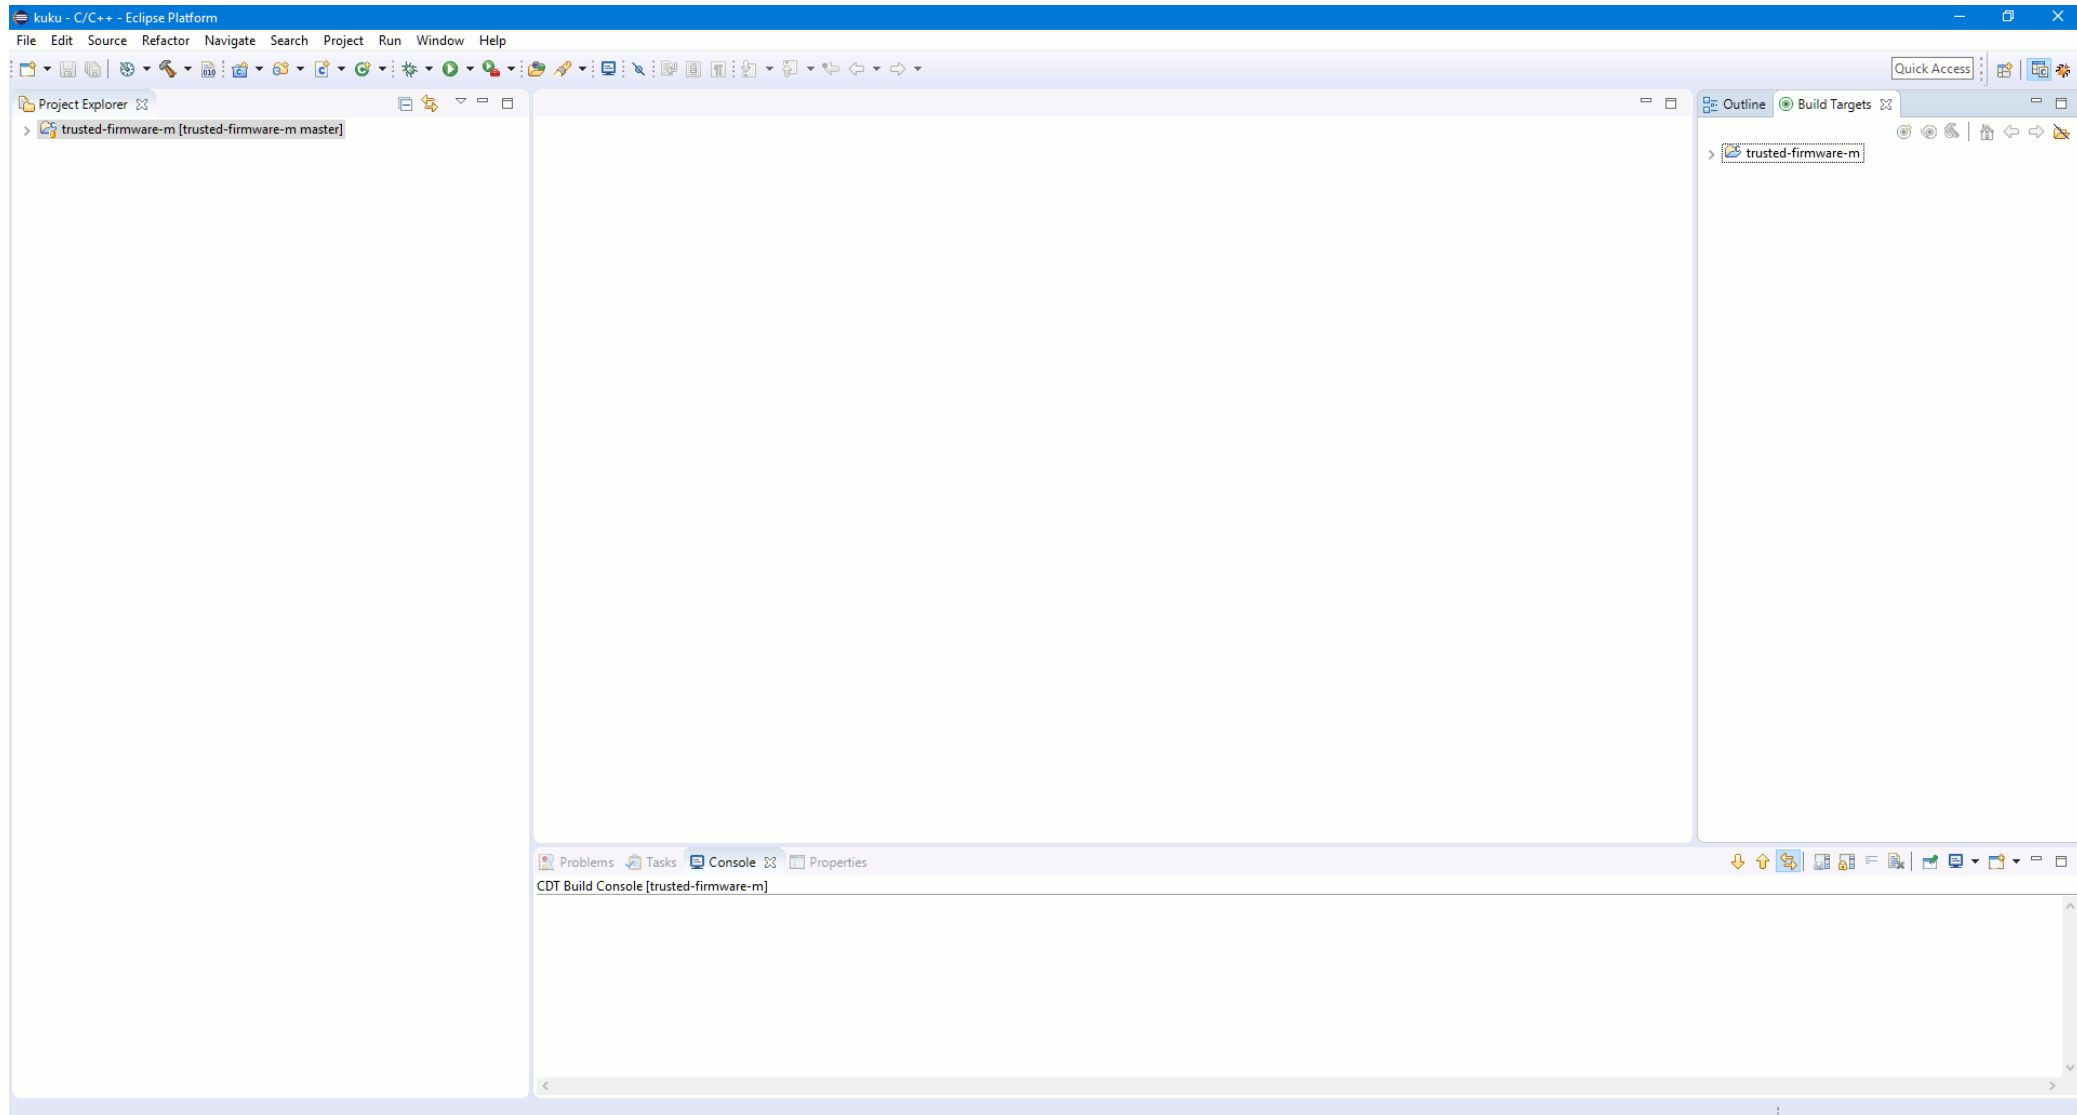 kuku - C/C++ - Eclipse Platform
File Edit Source Refactor Navigate Search Project Run Window Help
Quick Access
Project Explorer
trusted-firmware-m [trusted-firmware-m master]
Outline Build Targets
trusted-firmware-m
Problems Tasks Console Properties
CDT Build Console [trusted-firmware-m]